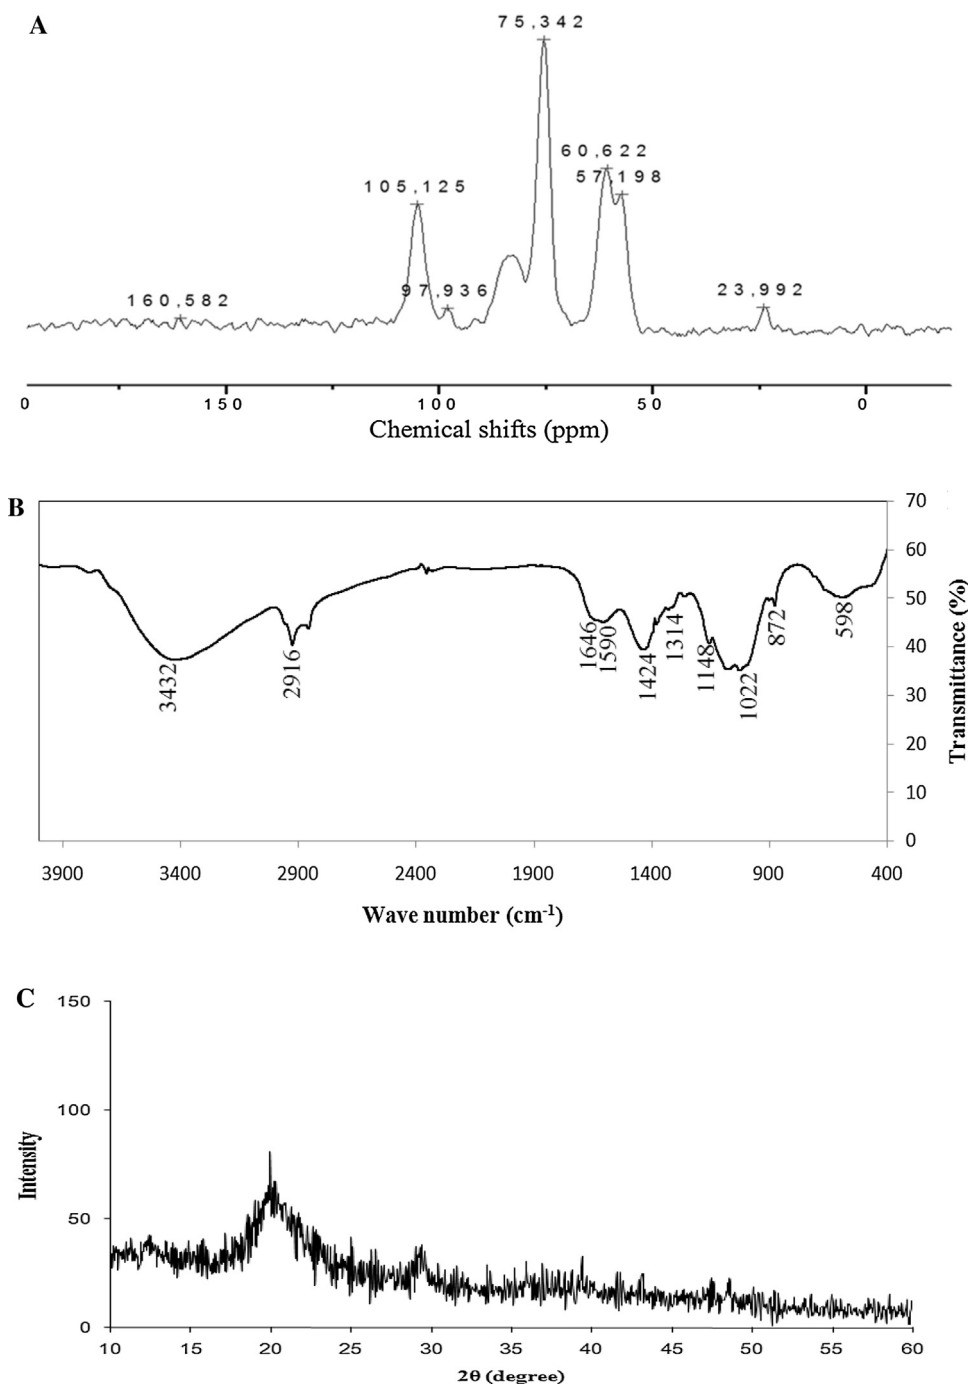 A
75,342
60,622
57,198
105,125
97,936
160,582
23,992
0 150 100 50 0
Chemical shifts (ppm)
B
70
60
50
40
30
20
10
0
Transmittance (%)
3432
2916
1646
1590
1424
1314
1148
1022
872
598
3900 3400 2900 2400 1900 1400 900 400
Wave number (cm-1)
C
150
100
50
0
Intensity
10 15 20 25 30 35 40 45 50 55 60
2θ (degree)